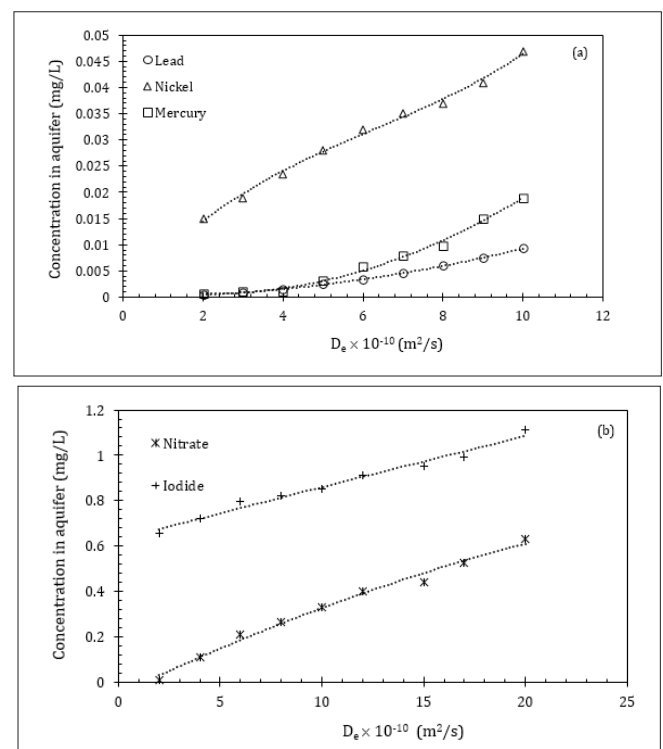 (a)
Lead
Nickel
Mercury
Concentration in aquifer (mg/L)
0.05
0.045
0.04
0.035
0.03
0.025
0.02
0.015
0.01
0.005
0
0 2 4 6 8 10 12
Dₑ × 10⁻¹⁰ (m²/s)
(b)
Nitrate
Iodide
Concentration in aquifer (mg/L)
1.2
1
0.8
0.6
0.4
0.2
0
0 5 10 15 20 25
Dₑ × 10⁻¹⁰ (m²/s)